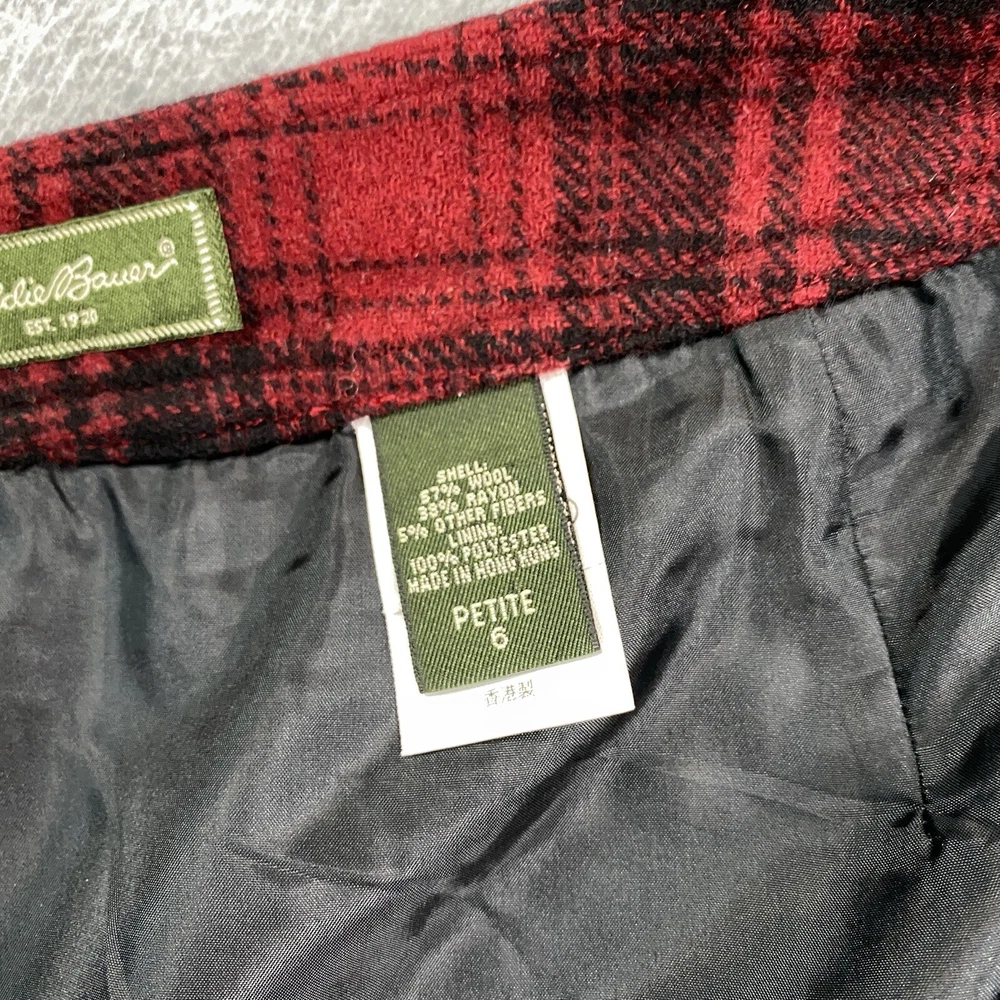 ddie Bauer®
EST. 1920
SHELL:
57% WOOL
38% RAYON
5% OTHER FIBERS
LINING:
100% POLYESTER
MADE IN HONG KONG
PETITE
6
香港製